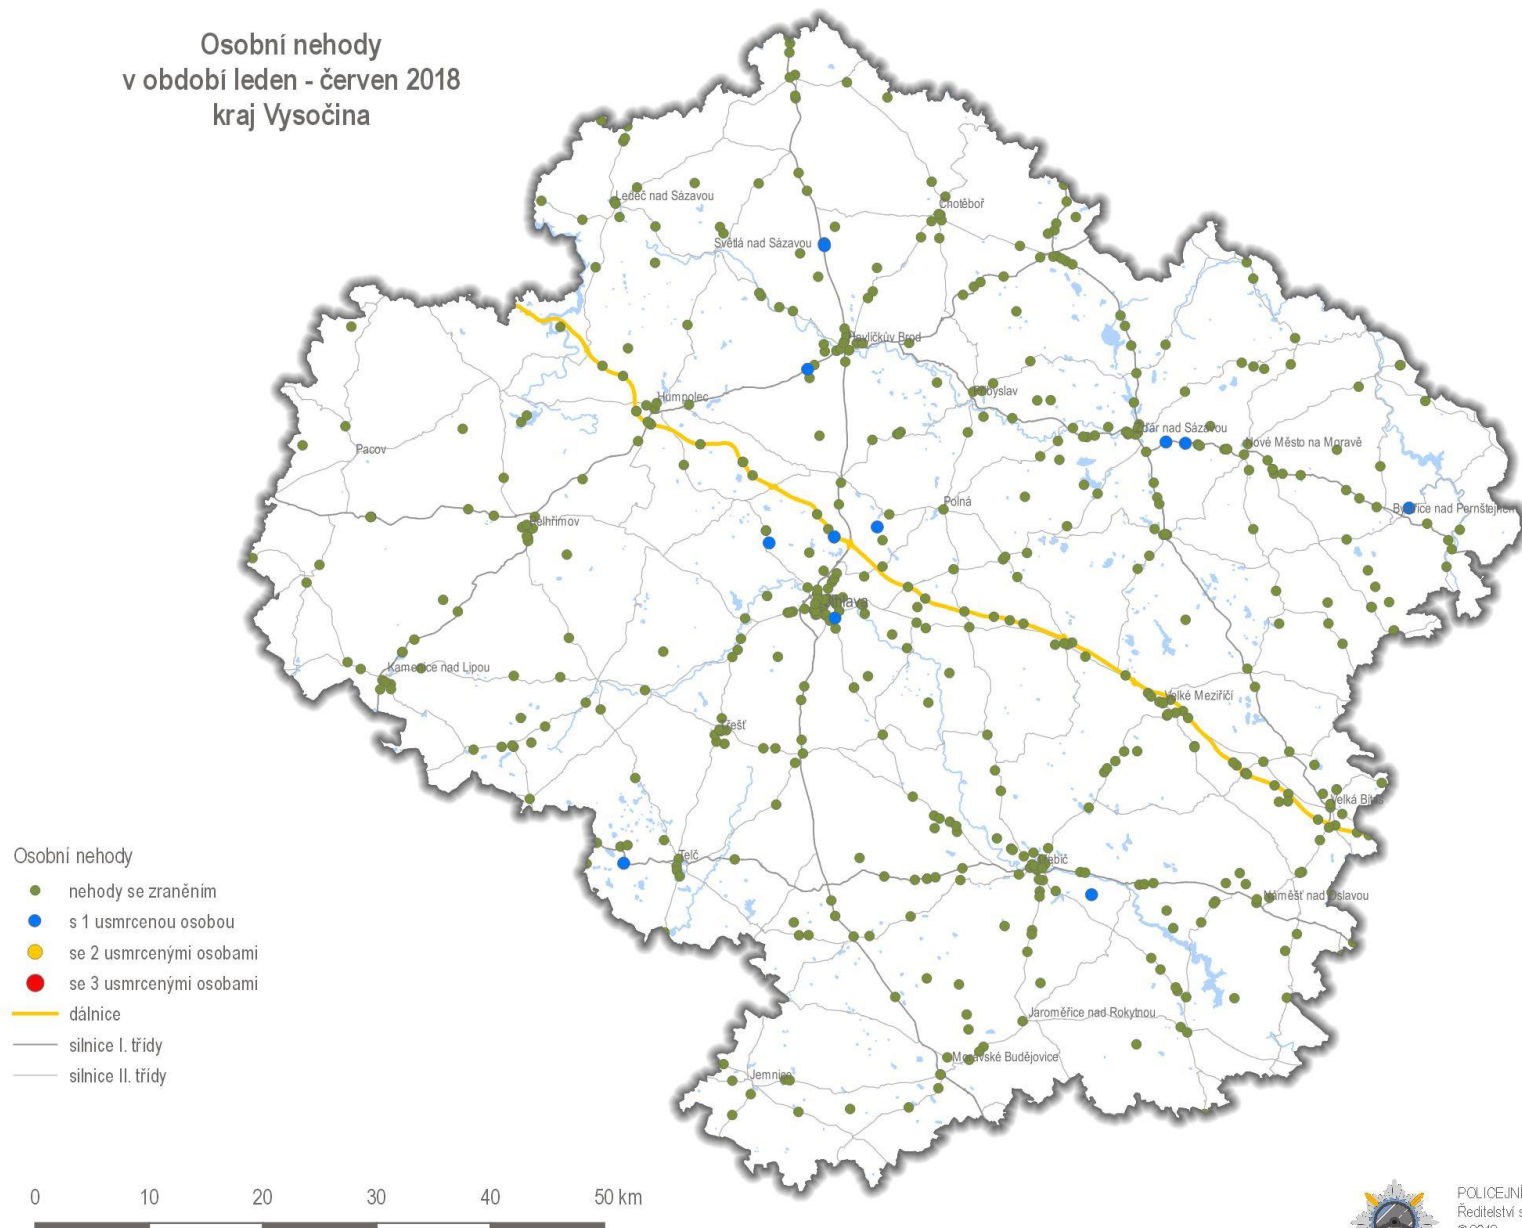 Osobní nehody
v období leden - červen 2018
kraj Vysočina
Ledeč nad Sázavou
Chotěboř
Světlá nad Sázavou
Havlíčkův Brod
Humpolec
Přibyslav
Žďár nad Sázavou
Nové Město na Moravě
Pacov
Polná
Bystřice nad Pernštejnem
Pelhřimov
Jihlava
Kamenice nad Lipou
Velké Meziříčí
Třešť
Velká Bíteš
Telč
Třebíč
Náměšť nad Oslavou
Jaroměřice nad Rokytnou
Moravské Budějovice
Jemnice
Osobní nehody
nehody se zraněním
s 1 usmrcenou osobou
se 2 usmrcenými osobami
se 3 usmrcenými osobami
dálnice
silnice I. třídy
silnice II. třídy
0 10 20 30 40 50 km
POLICEJNÍ
Ředitelství s